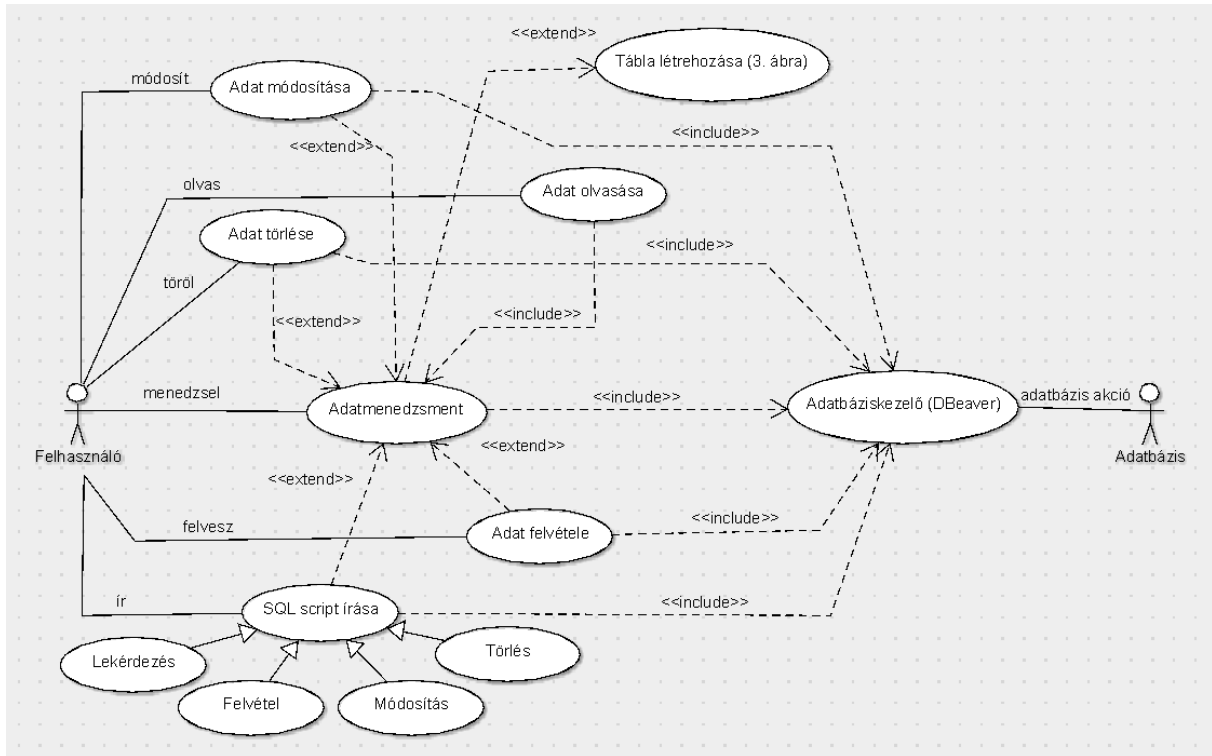 <<extend>>
Tábla létrehozása (3. ábra)
módosít
Adat módosítása
<<include>>
<<extend>>
olvas
Adat olvasása
Adat törlése
<<include>>
töröl
<<extend>>
<<include>>
menedzsel
Adatmenedzsment
<<include>>
Adatbáziskezelő (DBeaver)
adatbázis akció
<<extend>>
Felhasználó
Adatbázis
<<extend>>
felvesz
Adat felvétele
<<include>>
ír
SQL script írása
<<include>>
Lekérdezés
Törlés
Felvétel
Módosítás